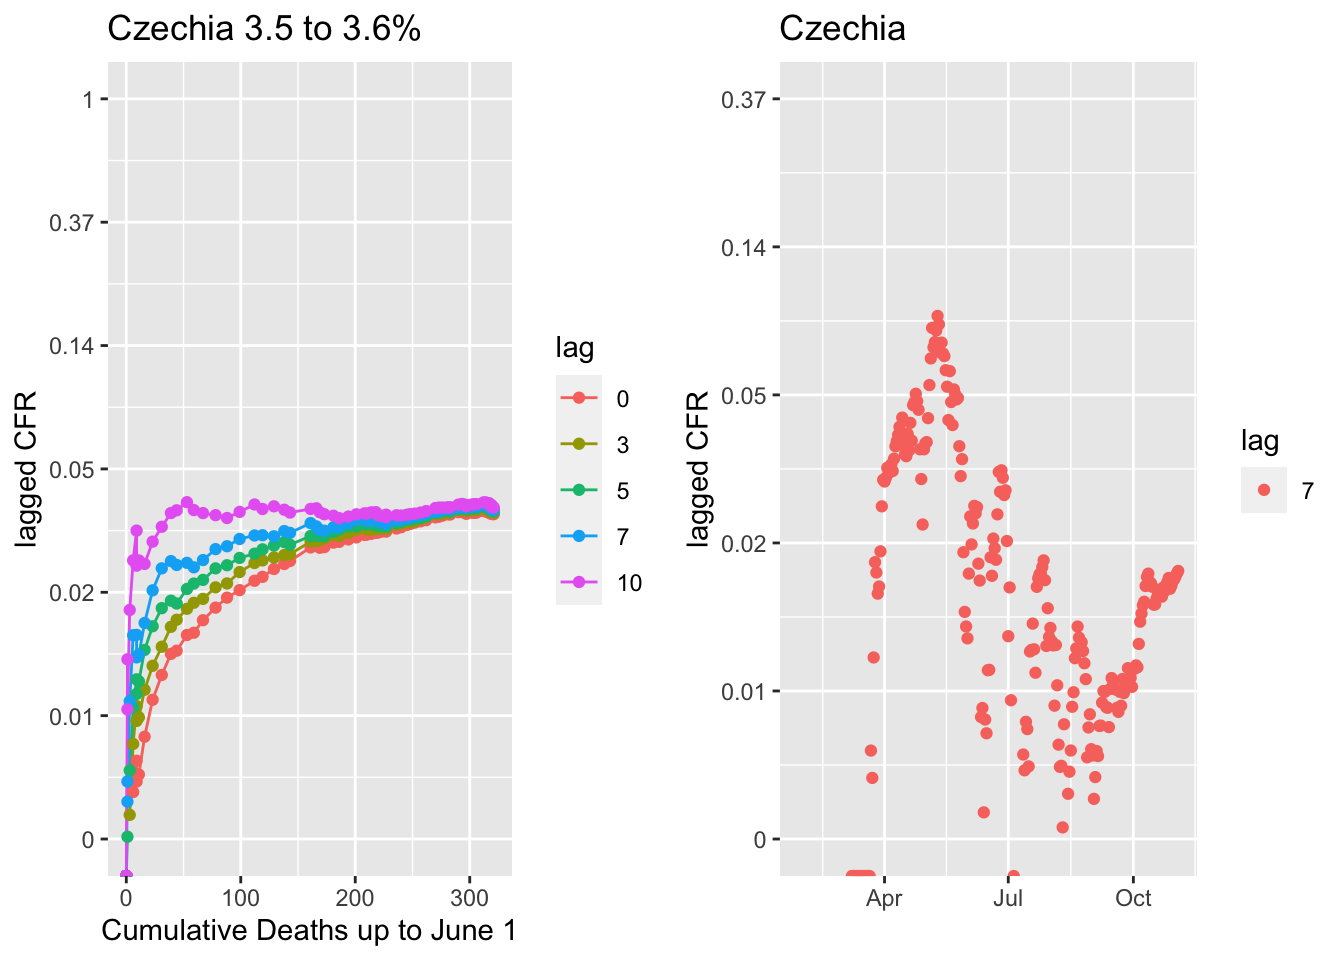 Czechia 3.5 to 3.6%
1
0.37
0.14
0.05
0.02
0.01
0
lagged CFR
0 100 200 300
Cumulative Deaths up to June 1
lag
0
3
5
7
10
Czechia
0.37
0.14
0.05
0.02
0.01
0
lagged CFR
Apr Jul Oct
lag
7